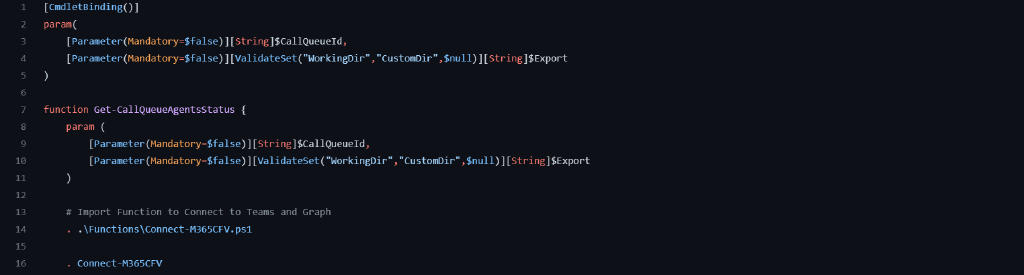 1 [CmdletBinding()]
2 param(
3 [Parameter(Mandatory=$false)][String]$CallQueueId,
4 [Parameter(Mandatory=$false)][ValidateSet("WorkingDir","CustomDir",$null)][String]$Export
5 )
6
7 function Get-CallQueueAgentsStatus {
8 param (
9 [Parameter(Mandatory=$false)][String]$CallQueueId,
10 [Parameter(Mandatory=$false)][ValidateSet("WorkingDir","CustomDir",$null)][String]$Export
11 )
12
13 # Import Function to Connect to Teams and Graph
14 . .\Functions\Connect-M365CFV.ps1
15
16 . Connect-M365CFV